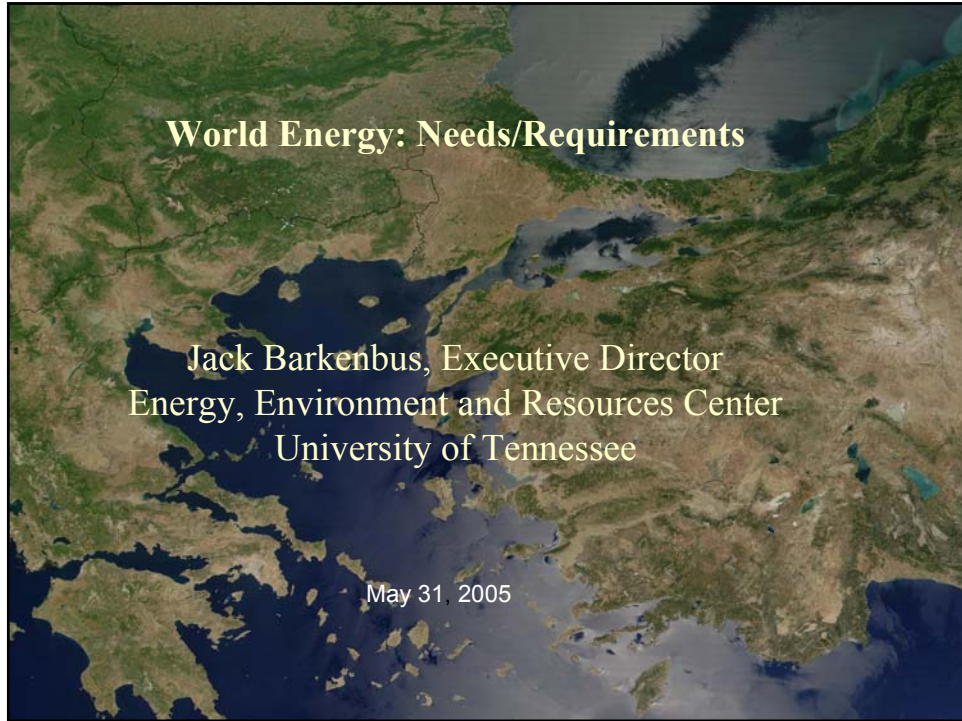 World Energy: Needs/Requirements
Jack Barkenbus, Executive Director
Energy, Environment and Resources Center
University of Tennessee
May 31, 2005